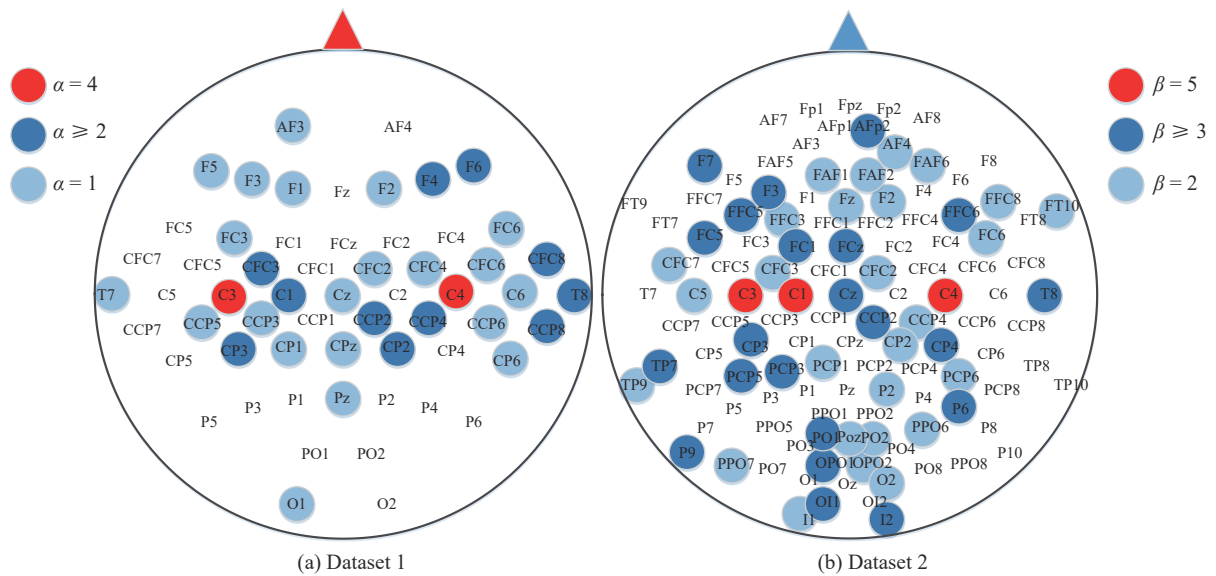 α = 4
α ⩾ 2
α = 1
AF3 AF4
F5 F3 F1 Fz F2 F4 F6
FC5 FC3 FC1 FCz FC2 FC4 FC6
CFC7 CFC5 CFC3 CFC1 CFC2 CFC4 CFC6 CFC8
T7 C5 C3 C1 Cz C2 C4 C6 T8
CCP7 CCP5 CCP3 CCP1 CCP2 CCP4 CCP6 CCP8
CP5 CP3 CP1 CPz CP2 CP4 CP6
P5 P3 P1 Pz P2 P4 P6
PO1 PO2
O1 O2
(a) Dataset 1
β = 5
β ⩾ 3
β = 2
Fp1 Fpz Fp2
AF7 AFp1 AFp2 AF8
AF3 AF4
F7 FAF5 FAF1 FAF2 FAF6 F8
F5 F3 F1 Fz F2 F4 F6
FT9 FFC7 FFC5 FFC3 FFC1 FFC2 FFC4 FFC6 FFC8 FT10
FT7 FC5 FC3 FC1 FCz FC2 FC4 FC6 FT8
CFC7 CFC5 CFC3 CFC1 CFC2 CFC4 CFC6 CFC8
T7 C5 C3 C1 Cz C2 C4 C6 T8
CCP7 CCP5 CCP3 CCP1 CCP2 CCP4 CCP6 CCP8
CP5 CP3 CP1 CPz CP2 CP4 CP6
TP9 TP7 PCP7 PCP5 PCP3 PCP1 PCP2 PCP4 PCP6 PCP8 TP8 TP10
P7 P5 P3 P1 Pz P2 P4 P6 P8
P9 PPO7 PPO5 PPO1 PPO2 PPO6 PPO8 P10
PO7 PO3 PO1 Poz PO2 PO4 PO8
OPO1 OPO2
O1 Oz O2
OI1 OI2
I1 I2
(b) Dataset 2